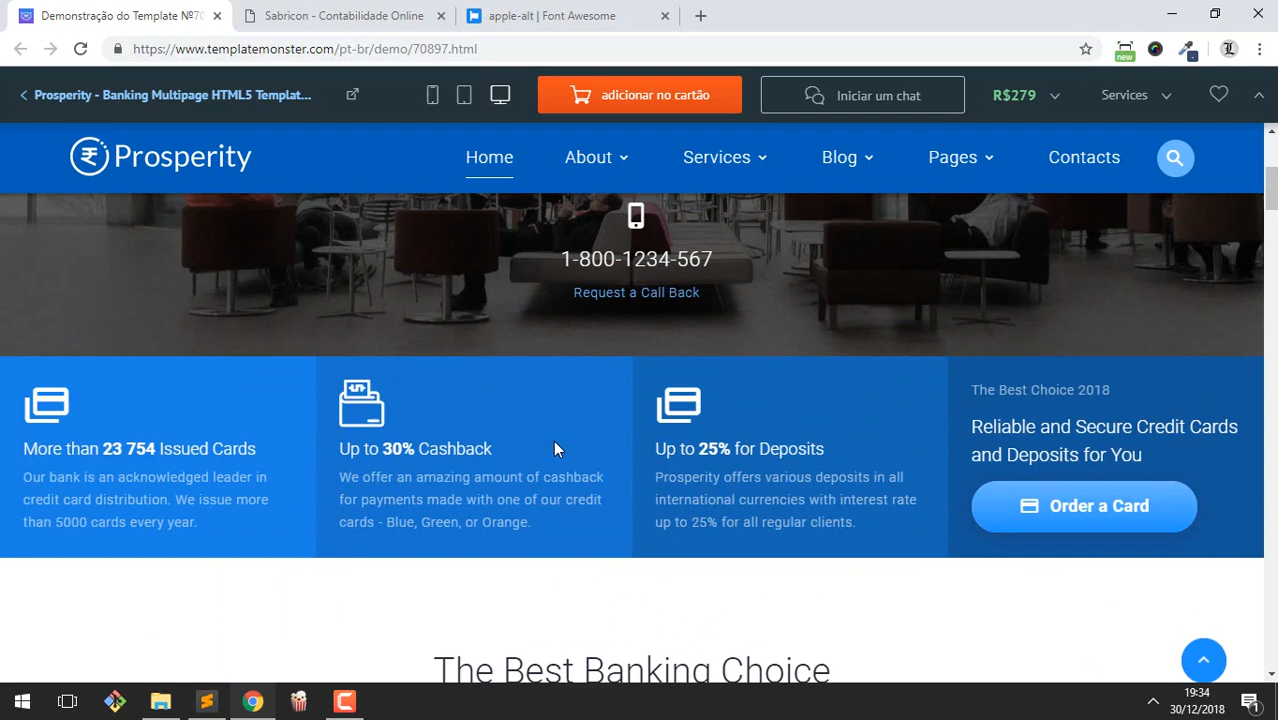 Demonstração do Template Nº70
Sabricon - Contabilidade Online
apple-alt | Font Awesome
https://www.templatemonster.com/pt-br/demo/70897.html
new
Prosperity - Banking Multipage HTML5 Templat...
adicionar no cartão
Iniciar um chat
R$279
Services
Prosperity
Home
About
Services
Blog
Pages
Contacts
1-800-1234-567
Request a Call Back
More than 23 754 Issued Cards
Our bank is an acknowledged leader in
credit card distribution. We issue more
than 5000 cards every year.
Up to 30% Cashback
We offer an amazing amount of cashback
for payments made with one of our credit
cards - Blue, Green, or Orange.
Up to 25% for Deposits
Prosperity offers various deposits in all
international currencies with interest rate
up to 25% for all regular clients.
The Best Choice 2018
Reliable and Secure Credit Cards
and Deposits for You
Order a Card
The Best Banking Choice
19:34
30/12/2018
1